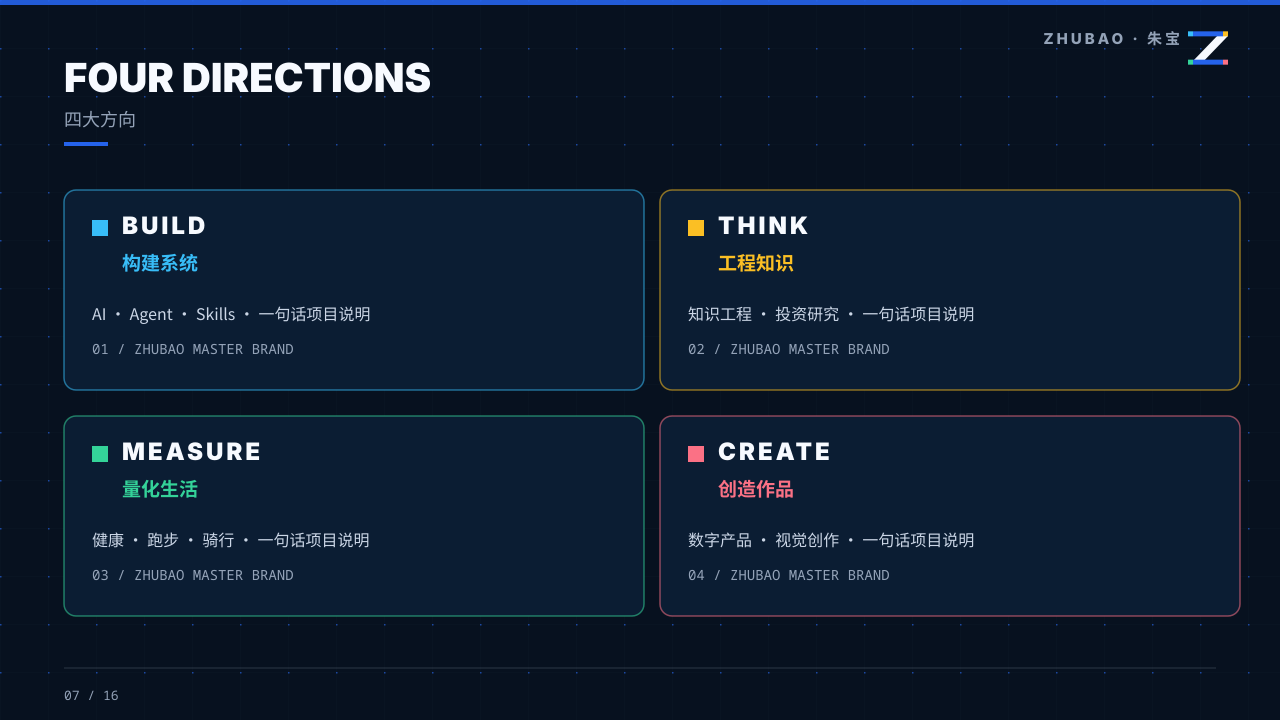 ZHUBAO · 朱宝
FOUR DIRECTIONS
四大方向
BUILD
构建系统
AI · Agent · Skills · 一句话项目说明
01 / ZHUBAO MASTER BRAND
THINK
工程知识
知识工程 · 投资研究 · 一句话项目说明
02 / ZHUBAO MASTER BRAND
MEASURE
量化生活
健康 · 跑步 · 骑行 · 一句话项目说明
03 / ZHUBAO MASTER BRAND
CREATE
创造作品
数字产品 · 视觉创作 · 一句话项目说明
04 / ZHUBAO MASTER BRAND
07 / 16